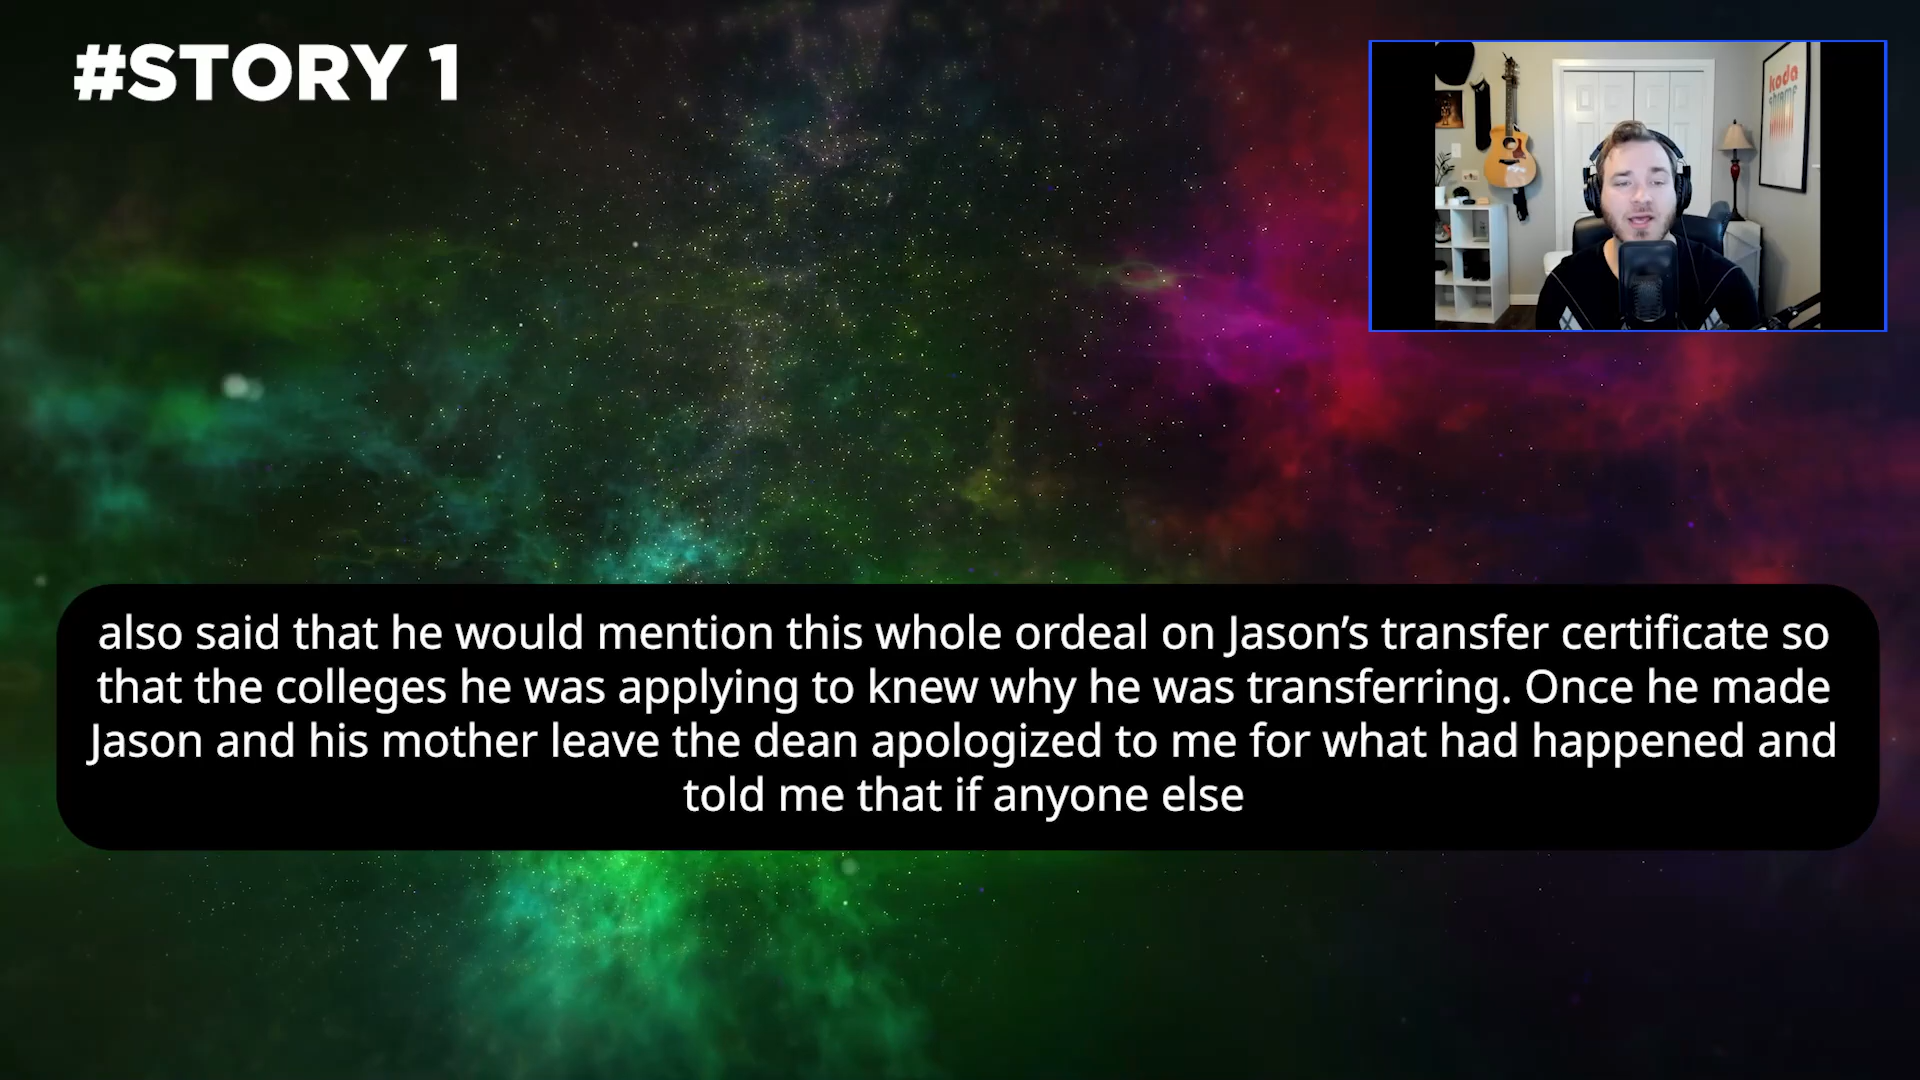 #STORY 1
koda
also said that he would mention this whole ordeal on Jason’s transfer certificate so
that the colleges he was applying to knew why he was transferring. Once he made
Jason and his mother leave the dean apologized to me for what had happened and
told me that if anyone else